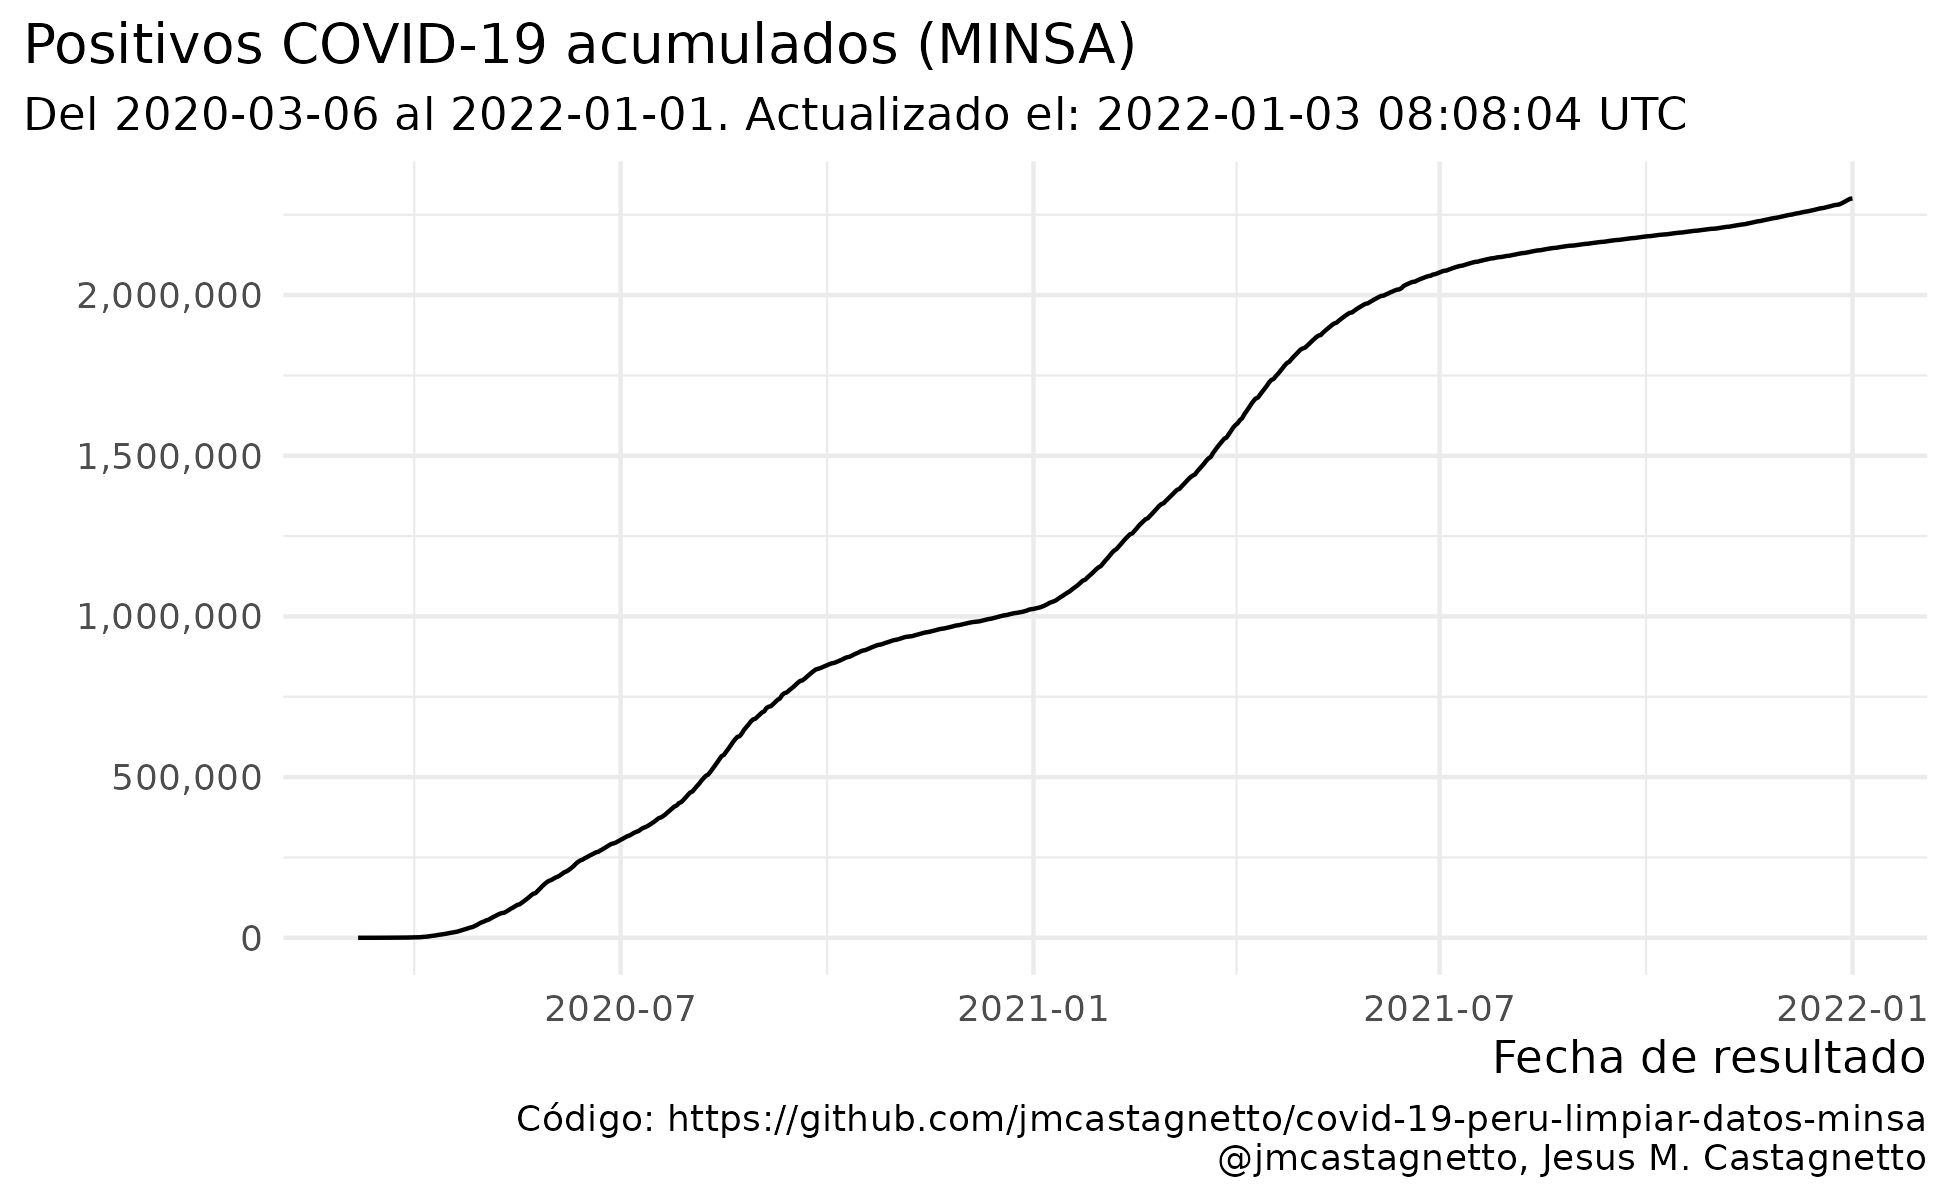 Positivos COVID-19 acumulados (MINSA)
Del 2020-03-06 al 2022-01-01. Actualizado el: 2022-01-03 08:08:04 UTC
2,000,000
1,500,000
1,000,000
500,000
0
2020-07 2021-01 2021-07 2022-01
Fecha de resultado
Código: https://github.com/jmcastagnetto/covid-19-peru-limpiar-datos-minsa
@jmcastagnetto, Jesus M. Castagnetto